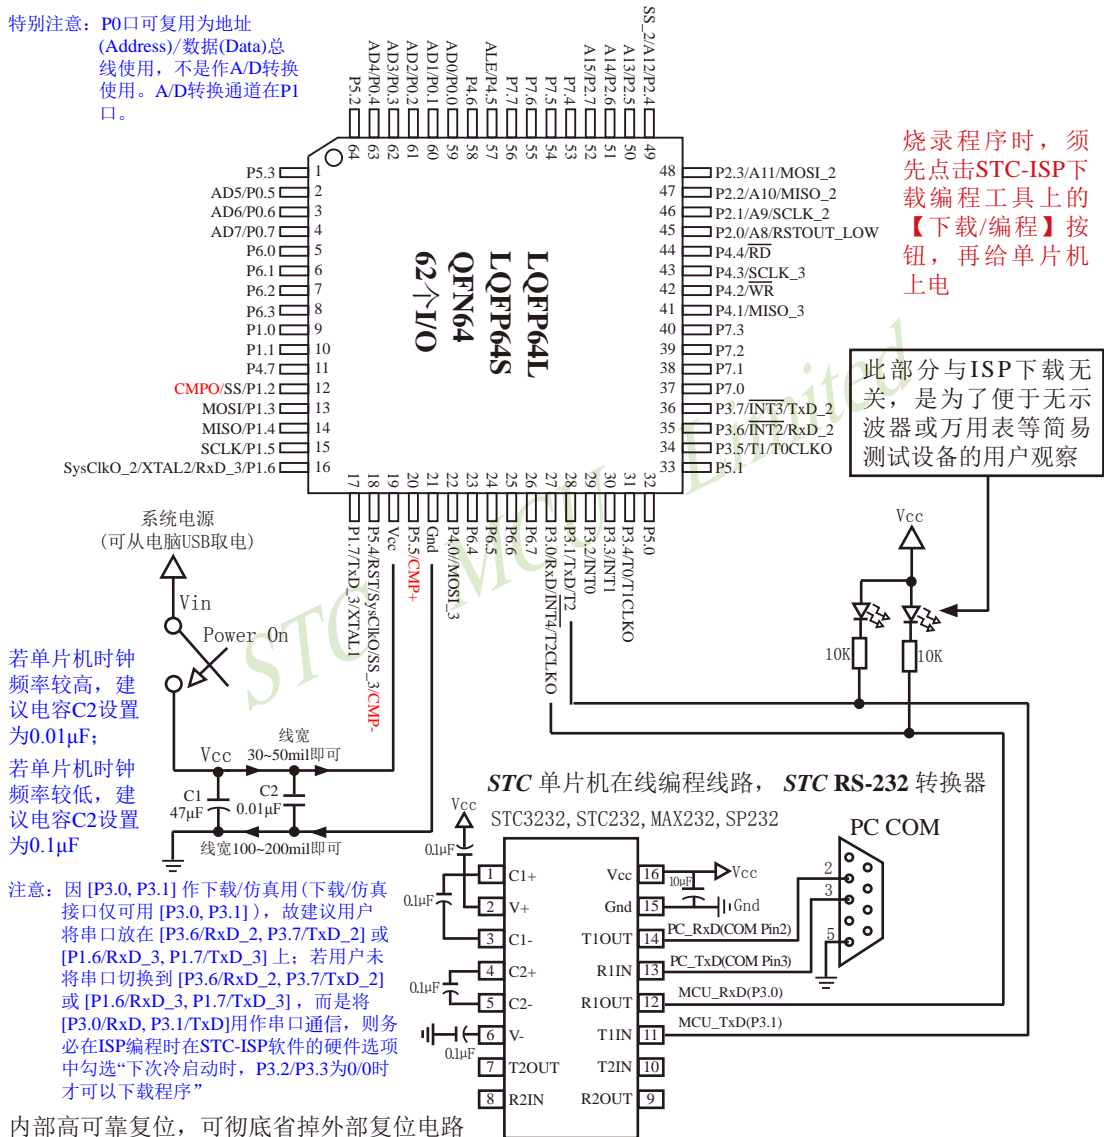 特别注意：P0口可复用为地址
(Address)/数据(Data)总
线使用，不是作A/D转换
使用。A/D转换通道在P1
口。
P5.2
AD4/P0.4
AD3/P0.3
AD2/P0.2
AD1/P0.1
AD0/P0.0
P4.6
ALE/P4.5
P7.7
P7.6
P7.5
P7.4
A15/P2.7
A14/P2.6
A13/P2.5
SS_2/A12/P2.4
64
63
62
61
60
59
58
57
56
55
54
53
52
51
50
49
烧录程序时，须
先点击STC-ISP下
载编程工具上的
【下载/编程】按
钮，再给单片机
上电
P5.3 1
AD5/P0.5 2
AD6/P0.6 3
AD7/P0.7 4
P6.0 5
P6.1 6
P6.2 7
P6.3 8
P1.0 9
P1.1 10
P4.7 11
CMPO/SS/P1.2 12
MOSI/P1.3 13
MISO/P1.4 14
SCLK/P1.5 15
SysClkO_2/XTAL2/RxD_3/P1.6 16
LQFP64L
LQFP64S
QFN64
62个I/O
48 P2.3/A11/MOSI_2
47 P2.2/A10/MISO_2
46 P2.1/A9/SCLK_2
45 P2.0/A8/RSTOUT_LOW
44 P4.4/RD
43 P4.3/SCLK_3
42 P4.2/WR
41 P4.1/MISO_3
40 P7.3
39 P7.2
38 P7.1
37 P7.0
36 P3.7/INT3/TxD_2
35 P3.6/INT2/RxD_2
34 P3.5/T1/T0CLKO
33 P5.1
17 P1.7/TxD_3/XTAL1
18 P5.4/RST/SysClkO/SS_3/CMP-
19 Vcc
20 P5.5/CMP+
21 Gnd
22 P4.0//MOSI_3
23 P6.4
24 P6.5
25 P6.6
26 P6.7
27 P3.0/RxD/INT4/T2CLKO
28 P3.1/TxD/T2
29 P3.2/INT0
30 P3.3/INT1
31 P3.4/T0/T1CLKO
32 P5.0
STC MCU Limited
此部分与ISP下载无
关，是为了便于无示
波器或万用表等简易
测试设备的用户观察
Vcc
10K
10K
系统电源
(可从电脑USB取电)
Vin
Power On
若单片机时钟
频率较高，建
议电容C2设置
为0.01μF；
若单片机时钟
频率较低，建
议电容C2设置
为0.1μF
Vcc
线宽
30~50mil即可
C1
47μF
C2
0.01μF
线宽100~200mil即可
STC 单片机在线编程线路， STC RS-232 转换器
STC3232,STC232,MAX232,SP232
PC COM
Vcc
0.1μF
0.1μF
0.1μF
0.1μF
1 C1+
2 V+
3 C1-
4 C2+
5 C2-
6 V-
7 T2OUT
8 R2IN
Vcc 16
Gnd 15
T1OUT 14
R1IN 13
R1OUT 12
T1IN 11
T2IN 10
R2OUT 9
10μF
Vcc
Gnd
PC_RxD(COM Pin2)
PC_TxD(COM Pin3)
MCU_RxD(P3.0)
MCU_TxD(P3.1)
2
3
5
注意：因 [P3.0, P3.1] 作下载/仿真用(下载/仿真
接口仅可用 [P3.0, P3.1] )，故建议用户
将串口放在 [P3.6/RxD_2, P3.7/TxD_2] 或
[P1.6/RxD_3, P1.7/TxD_3] 上；若用户未
将串口切换到 [P3.6/RxD_2, P3.7/TxD_2]
或 [P1.6/RxD_3, P1.7/TxD_3] ，而是将
[P3.0/RxD, P3.1/TxD]用作串口通信，则务
必在ISP编程时在STC-ISP软件的硬件选项
中勾选“下次冷启动时，P3.2/P3.3为0/0时
才可以下载程序”
内部高可靠复位，可彻底省掉外部复位电路